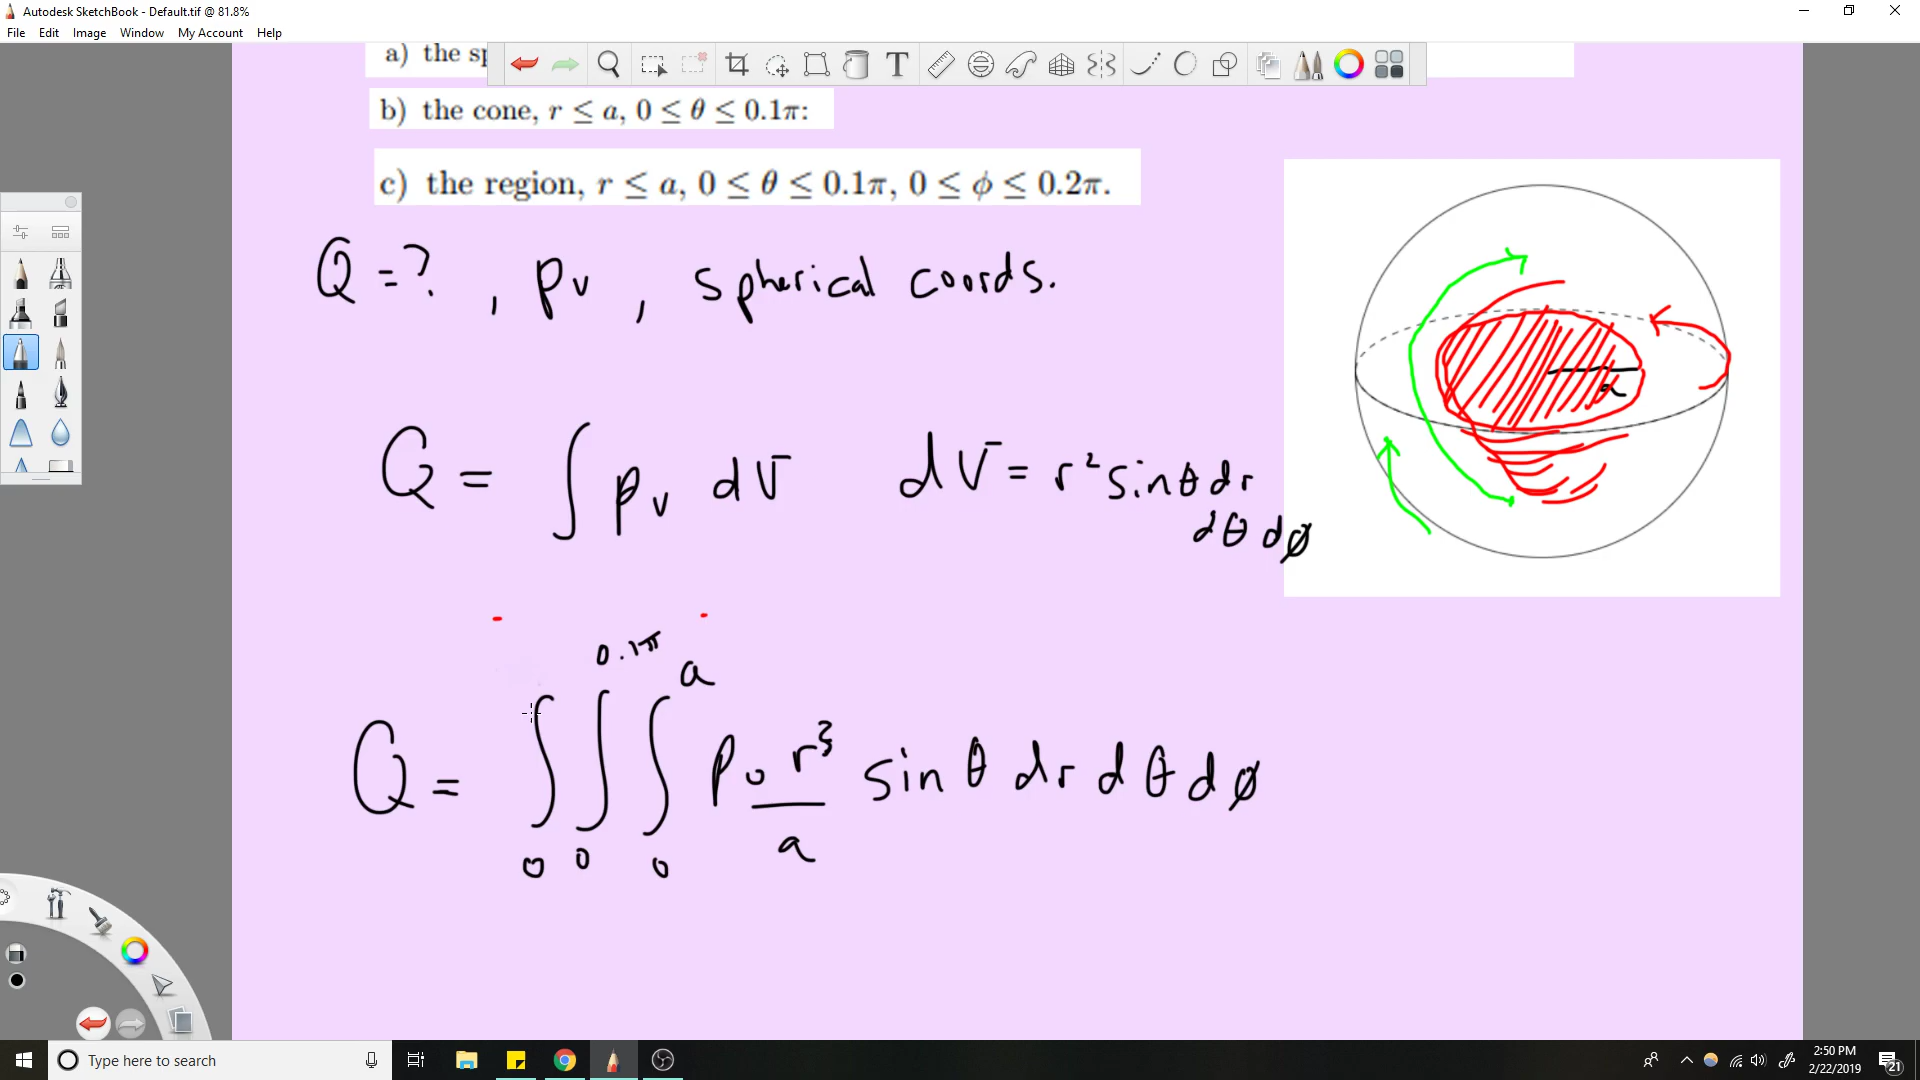 Autodesk SketchBook - Default.tif @ 81.8%
File Edit Image Window My Account Help
a) the sp
T
b) the cone, r ≤ a, 0 ≤ θ ≤ 0.1π:
c) the region, r ≤ a, 0 ≤ θ ≤ 0.1π, 0 ≤ ϕ ≤ 0.2π.
Q = ? , ρv , spherical coords.
a
Q = ∫ ρv dV dV = r² sinθ dr
dθ dø
0.1π
a
Q = ∫ ∫ ∫ ρ₀ r³ sin θ dr dθ dø
a
0 0 0
Type here to search
2:50 PM
2/22/2019
21